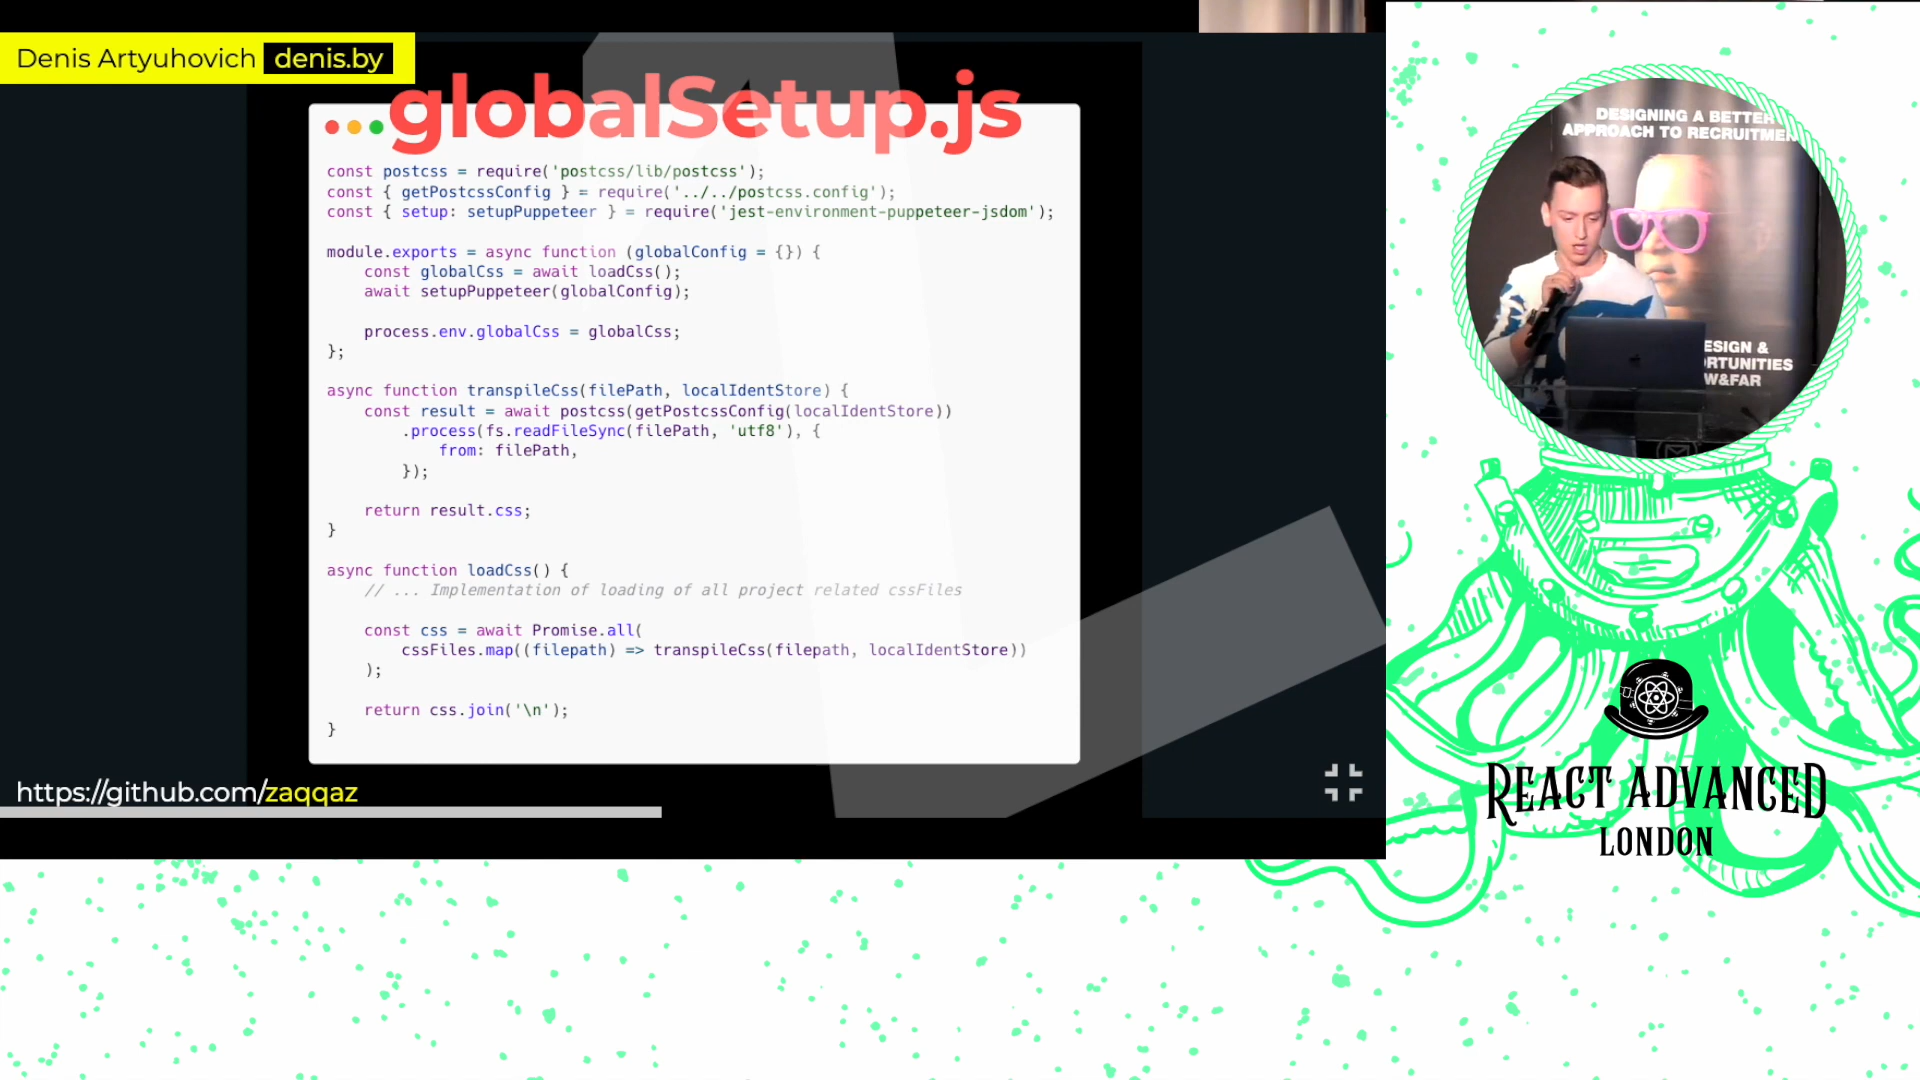 Denis Artyuhovich denis.by
globalSetup.js
const postcss = require('postcss/lib/postcss');
const { getPostcssConfig } = require('../../postcss.config');
const { setup: setupPuppeteer } = require('jest-environment-puppeteer-jsdom');
module.exports = async function (globalConfig = {}) {
const globalCss = await loadCss();
await setupPuppeteer(globalConfig);
process.env.globalCss = globalCss;
};
async function transpileCss(filePath, localIdentStore) {
const result = await postcss(getPostcssConfig(localIdentStore))
.process(fs.readFileSync(filePath, 'utf8'), {
from: filePath,
});
return result.css;
}
async function loadCss() {
// ... Implementation of loading of all project related cssFiles
const css = await Promise.all(
cssFiles.map((filepath) => transpileCss(filepath, localIdentStore))
);
return css.join('\n');
}
https://github.com/zaqqaz
DESIGNING A BETTER
APPROACH TO
REACT ADVANCED
LONDON